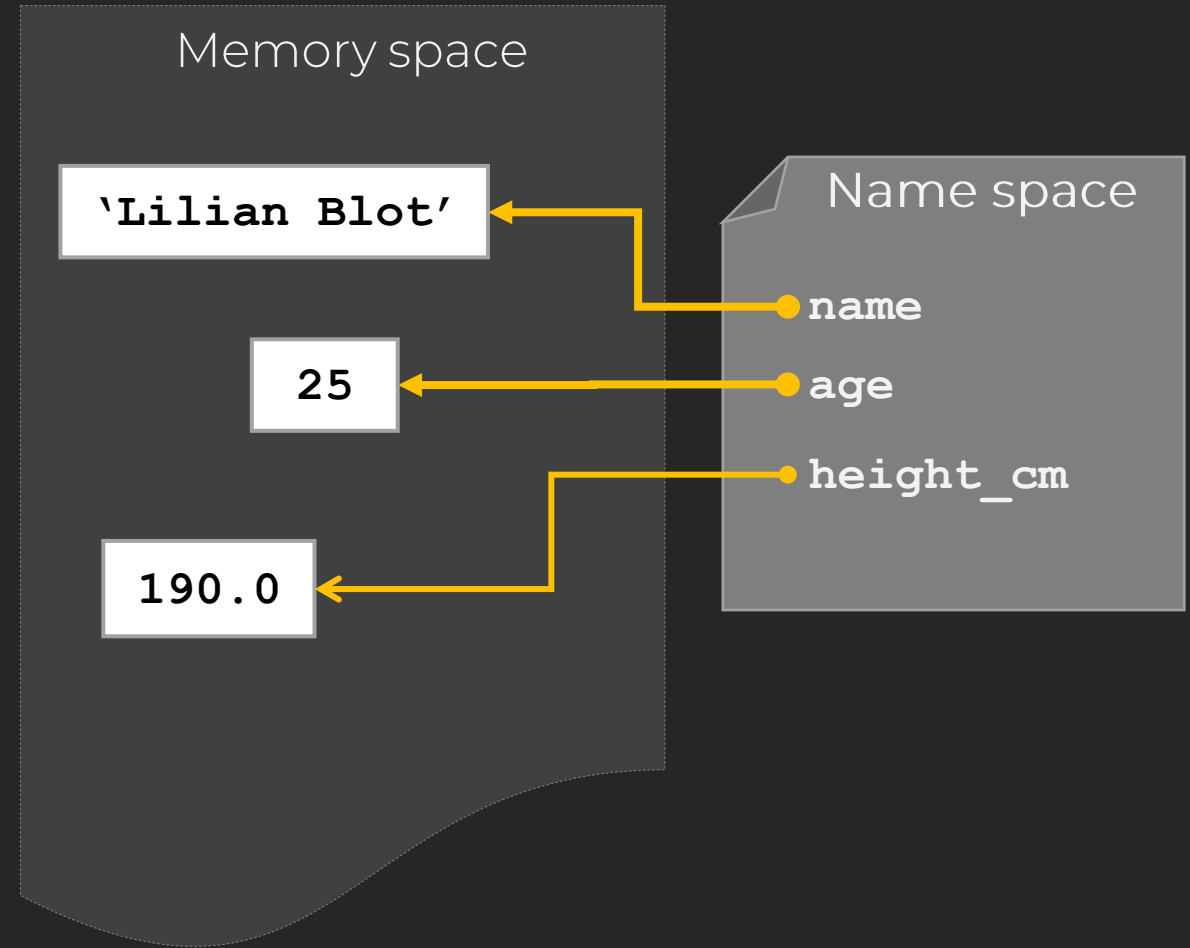 Memory space
‘Lilian Blot’
25
190.0
Name space
name
age
height_cm